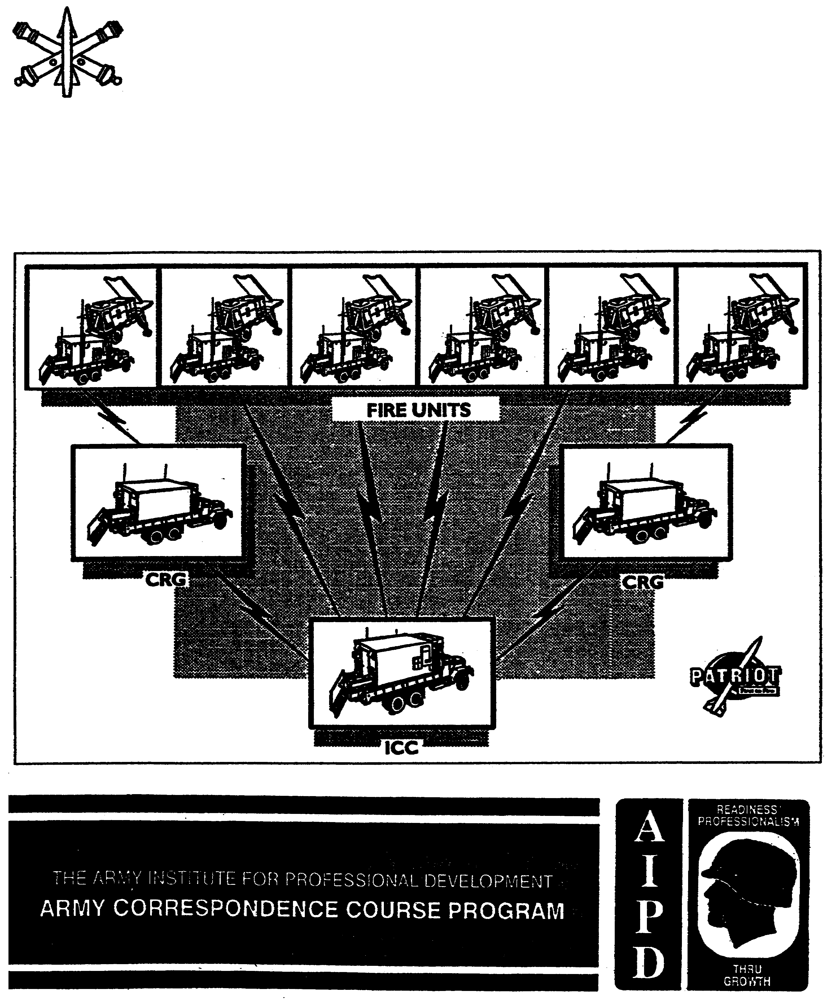 FIRE UNITS
CRG
CRG
PATRIOT
ICC
THE ARMY INSTITUTE FOR PROFESSIONAL DEVELOPMENT
ARMY CORRESPONDENCE COURSE PROGRAM
A
I
P
D
READINESS
PROFESSIONALISM
THRU
GROWTH